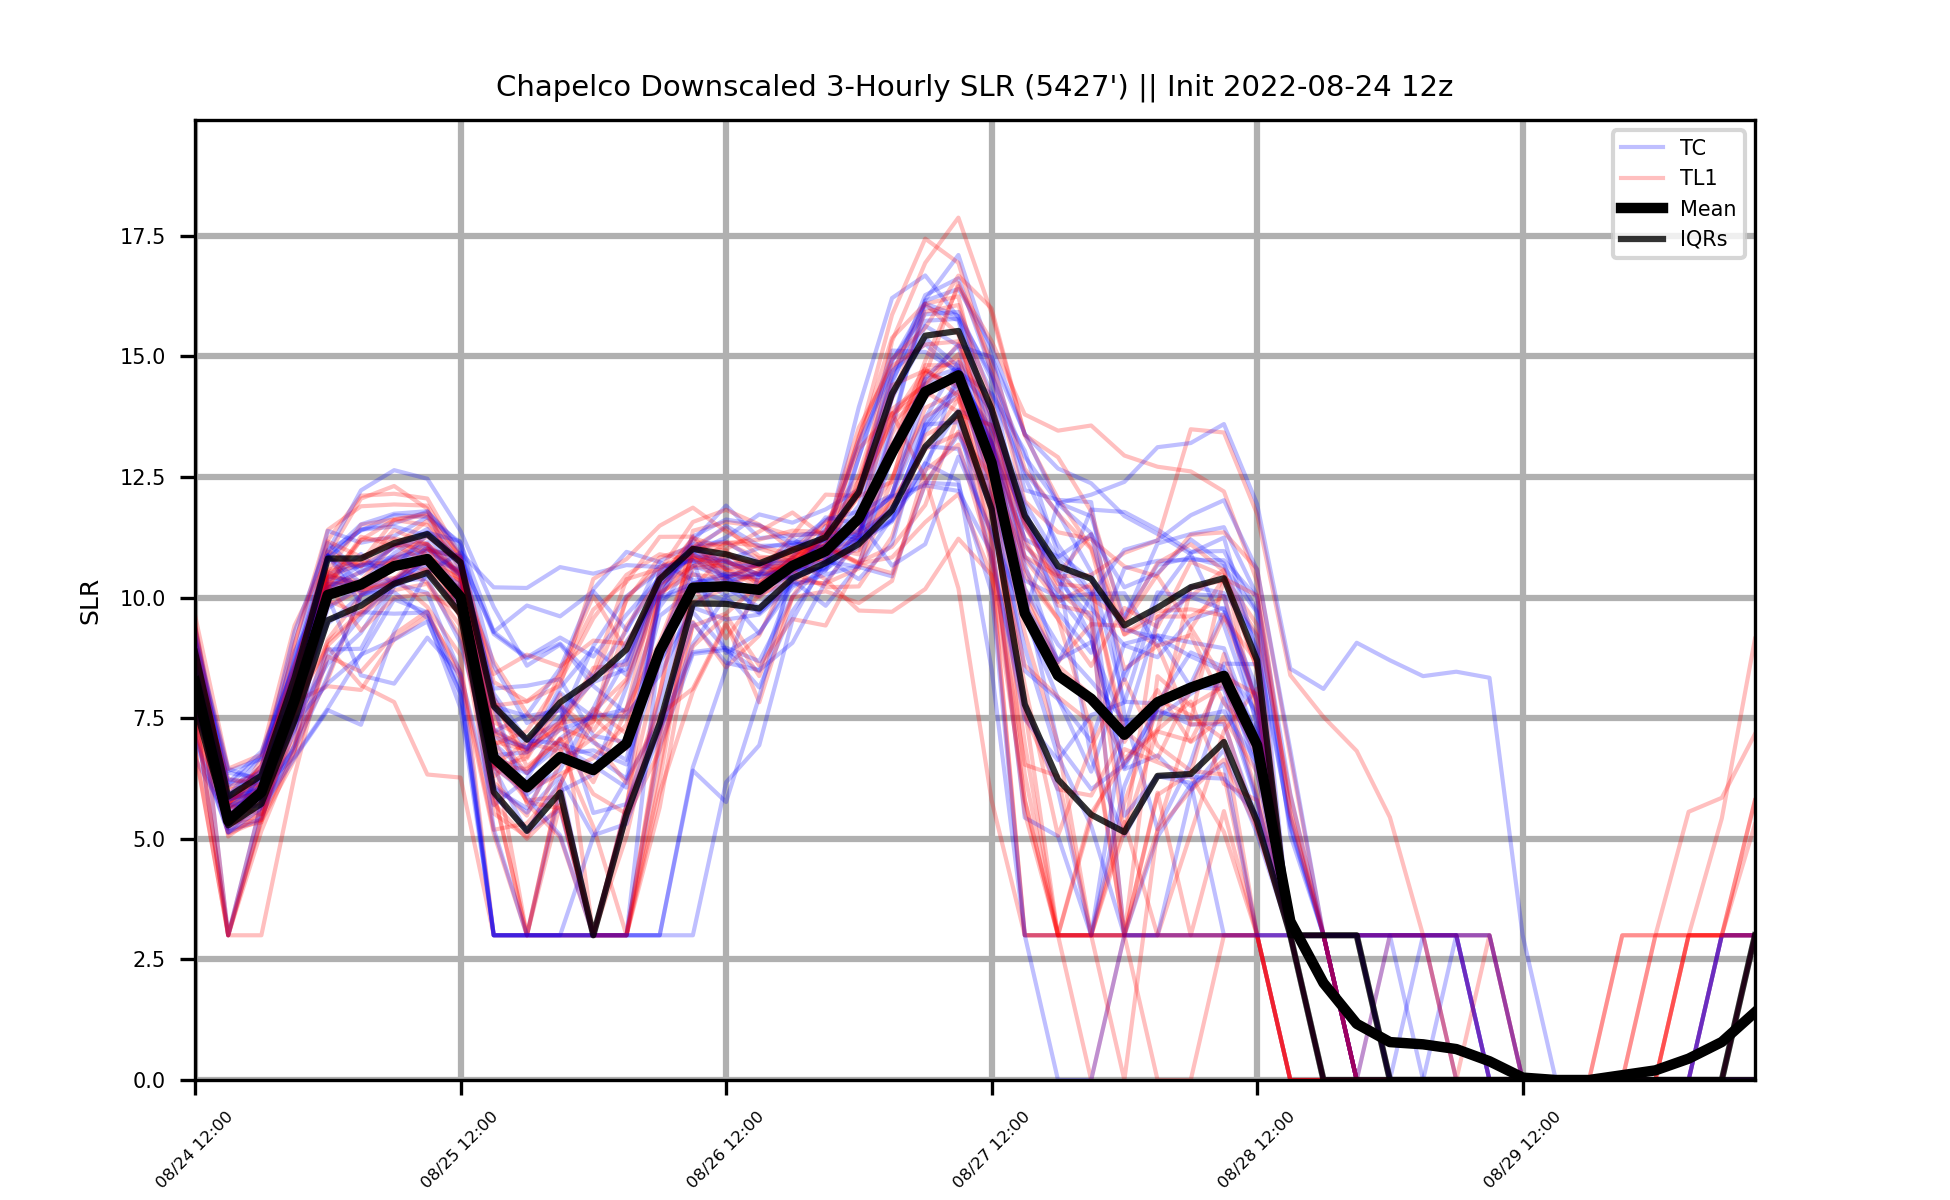 Chapelco Downscaled 3-Hourly SLR (5427') || Init 2022-08-24 12z
TC
TL1
Mean
IQRs
SLR
17.5
15.0
12.5
10.0
7.5
5.0
2.5
0.0
08/24 12:00
08/25 12:00
08/26 12:00
08/27 12:00
08/28 12:00
08/29 12:00